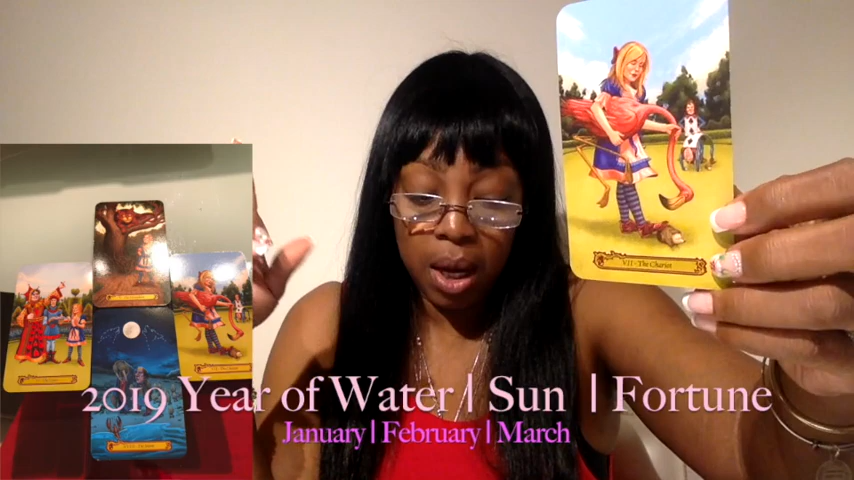 VII - The Chariot
2019 Year of Water | Sun | Fortune
January | February | March